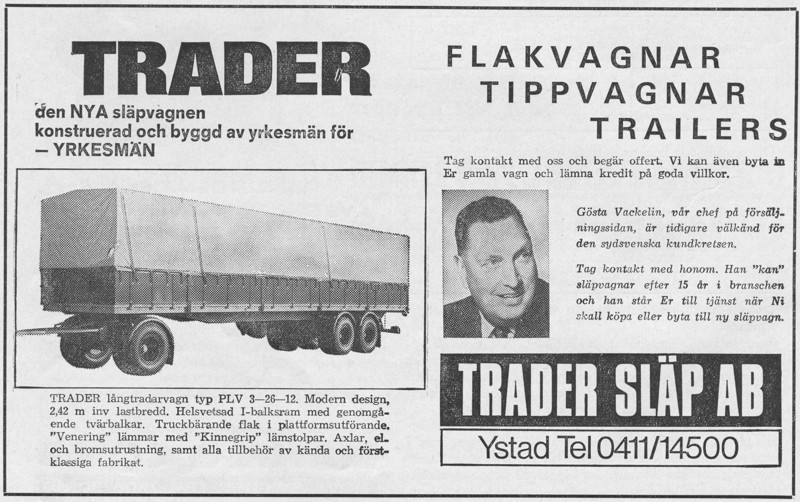 TRADER
den NYA släpvagnen
konstruerad och byggd av yrkesmän för
— YRKESMÄN
TRADER långtradarvagn typ PLV 3—26—12. Modern design,
2,42 m inv lastbredd. Helsvetsad I-balksram med genomgå-
ende tvärbalkar. Truckbärande flak i plattformsutförande.
"Venering" lämmar med "Kinnegrip" lämstolpar. Axlar, el-
och bromsutrustning, samt alla tillbehör av kända och först-
klassiga fabrikat.
FLAKVAGNAR
TIPPVAGNAR
TRAILERS
Tag kontakt med oss och begär offert. Vi kan även byta in
Er gamla vagn och lämna kredit på goda villkor.
Gösta Vackelin, vår chef på försälj-
ningssidan, är tidigare välkänd för
den sydsvenska kundkretsen.
Tag kontakt med honom. Han "kan"
släpvagnar efter 15 år i branschen
och han står Er till tjänst när Ni
skall köpa eller byta till ny släpvagn.
TRADER SLÄP AB
Ystad Tel 0411/14500